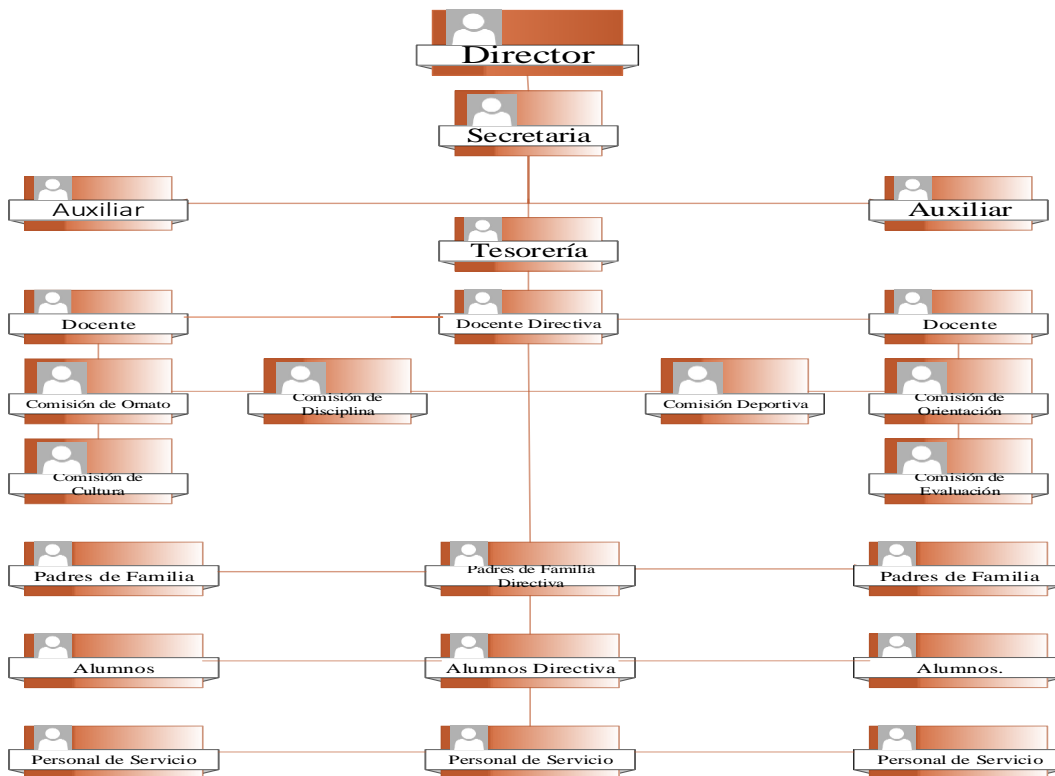 Director
Secretaria
Auxiliar
Auxiliar
Tesorería
Docente
Docente Directiva
Docente
Comisión de Ornato
Comisión de
Disciplina
Comisión Deportiva
Comisión de
Orientación
Comisión de
Cultura
Comisión de
Evaluación
Padres de Familia
Padres de Familia
Directiva
Padres de Familia
Alumnos
Alumnos Directiva
Alumnos.
Personal de Servicio
Personal de Servicio
Personal de Servicio